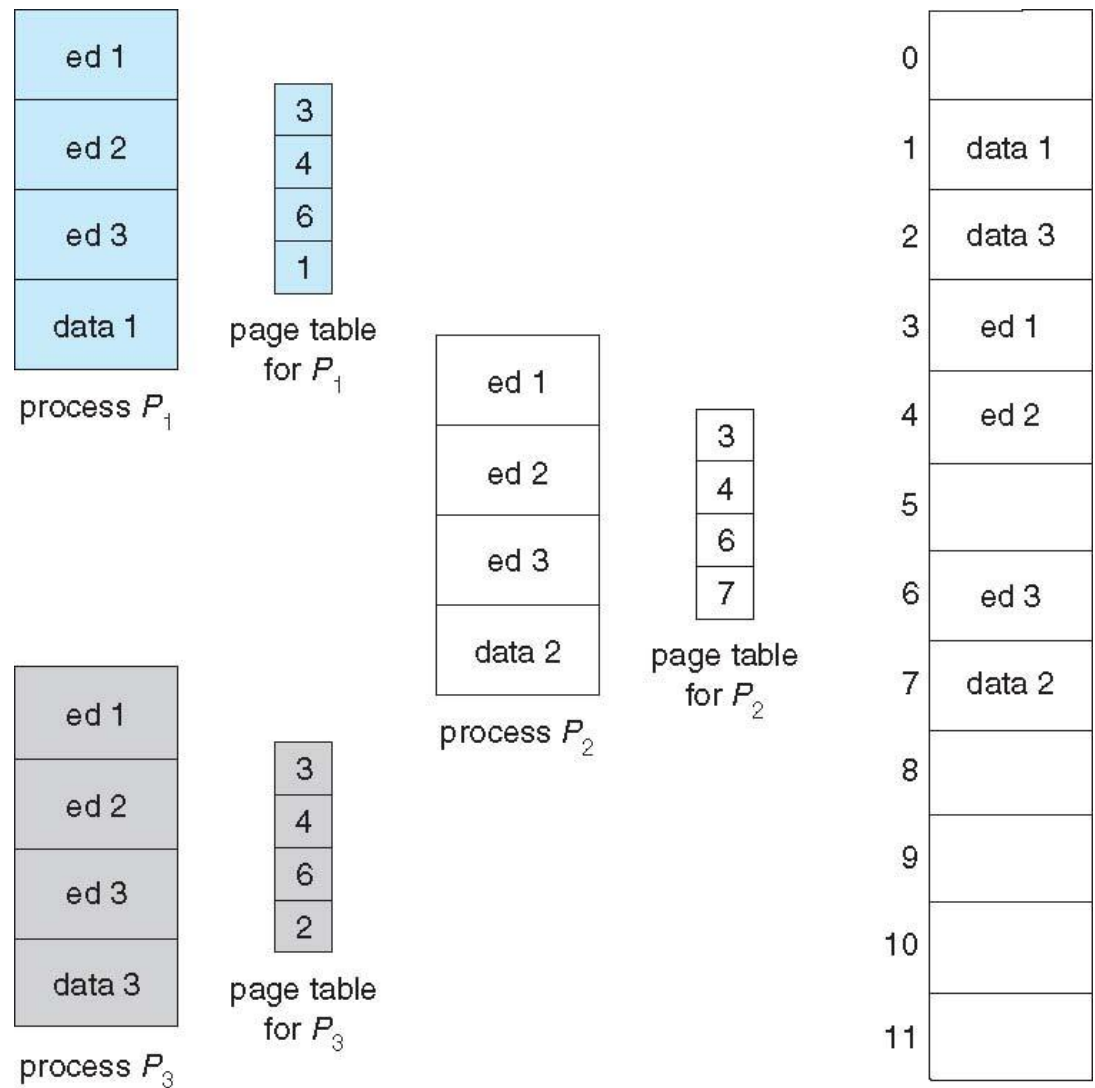 ed 1
ed 2
ed 3
data 1
process P₁
3
4
6
1
page table
for P₁
ed 1
ed 2
ed 3
data 2
process P₂
3
4
6
7
page table
for P₂
ed 1
ed 2
ed 3
data 3
process P₃
3
4
6
2
page table
for P₃
0
1 data 1
2 data 3
3 ed 1
4 ed 2
5
6 ed 3
7 data 2
8
9
10
11